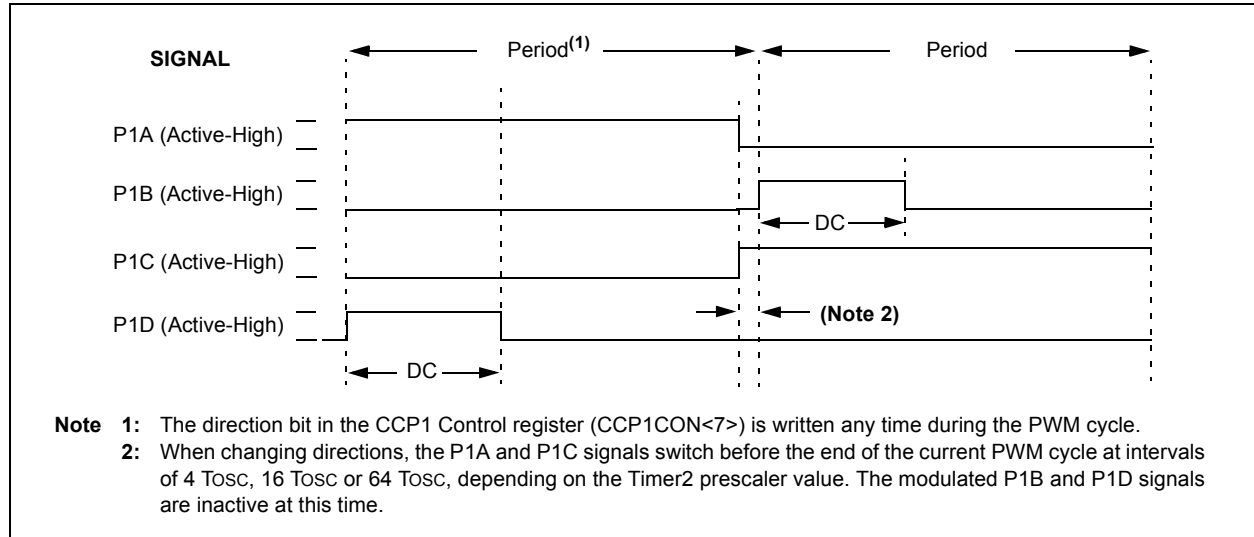 SIGNAL
Period(1)
Period
P1A (Active-High)
P1B (Active-High)
DC
P1C (Active-High)
P1D (Active-High)
(Note 2)
DC
Note 1: The direction bit in the CCP1 Control register (CCP1CON<7>) is written any time during the PWM cycle.
2: When changing directions, the P1A and P1C signals switch before the end of the current PWM cycle at intervals
of 4 TOSC, 16 TOSC or 64 TOSC, depending on the Timer2 prescaler value. The modulated P1B and P1D signals
are inactive at this time.